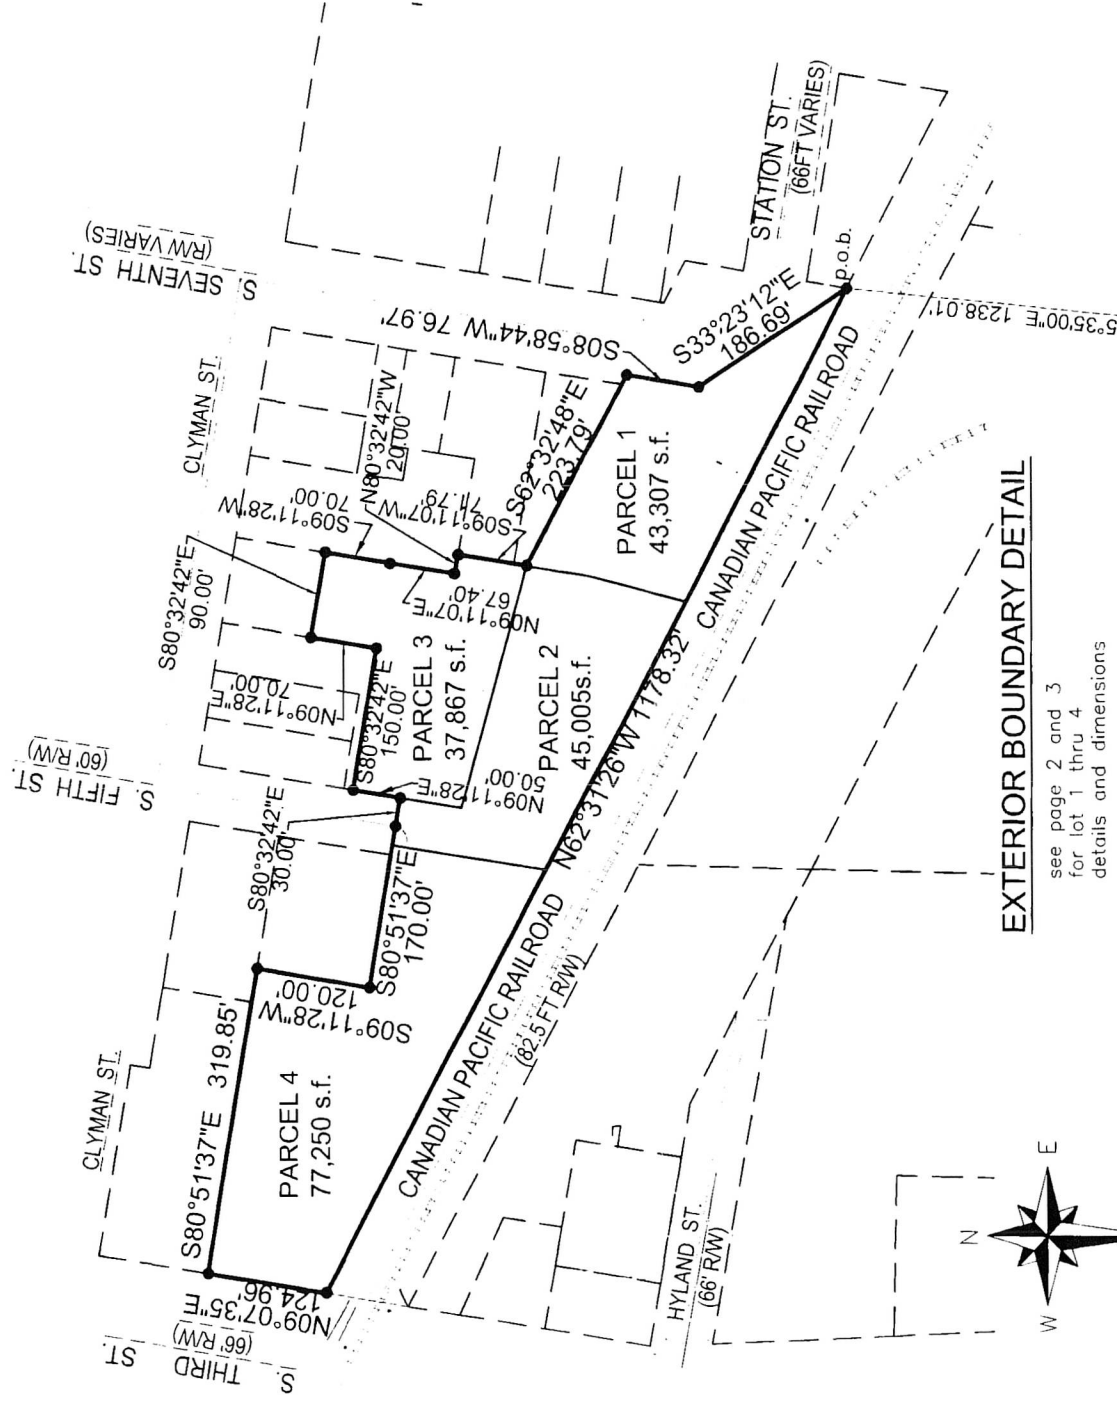 S. SEVENTH ST.
(R/W VARIES)
CLYMAN ST.
S. FIFTH ST.
(60' R/W)
CLYMAN ST.
S. THIRD ST.
(66' R/W)
STATION ST.
(66FT VARIES)
HYLAND ST.
(66' R/W)
S80°51'37"E 319.85'
N09°07'35"E
124.96'
S09°11'28"W
120.00'
S80°51'37"E
170.00'
S80°32'42"E
30.00'
N09°11'28"E
50.00'
S80°32'42"E
150.00'
N09°11'28"E
70.00'
S80°32'42"E
90.00'
S09°11'28"W
70.00'
N09°11'07"E
67.40'
N80°32'42"W
20.00'
S09°11'07"W
71.79'
S62°32'48"E
223.79'
S08°58'44"W 76.97'
S33°23'12"E
186.69'
p.o.b.
5°35'00"E 1238.01'
PARCEL 1
43,307 s.f.
PARCEL 2
45,005s.f.
PARCEL 3
37,867 s.f.
PARCEL 4
77,250 s.f.
CANADIAN PACIFIC RAILROAD
(82.5 FT R/W)
N62°31'26"W 1178.32'
CANADIAN PACIFIC RAILROAD
EXTERIOR BOUNDARY DETAIL
see page 2 and 3
for lot 1 thru 4
details and dimensions
N
W
E